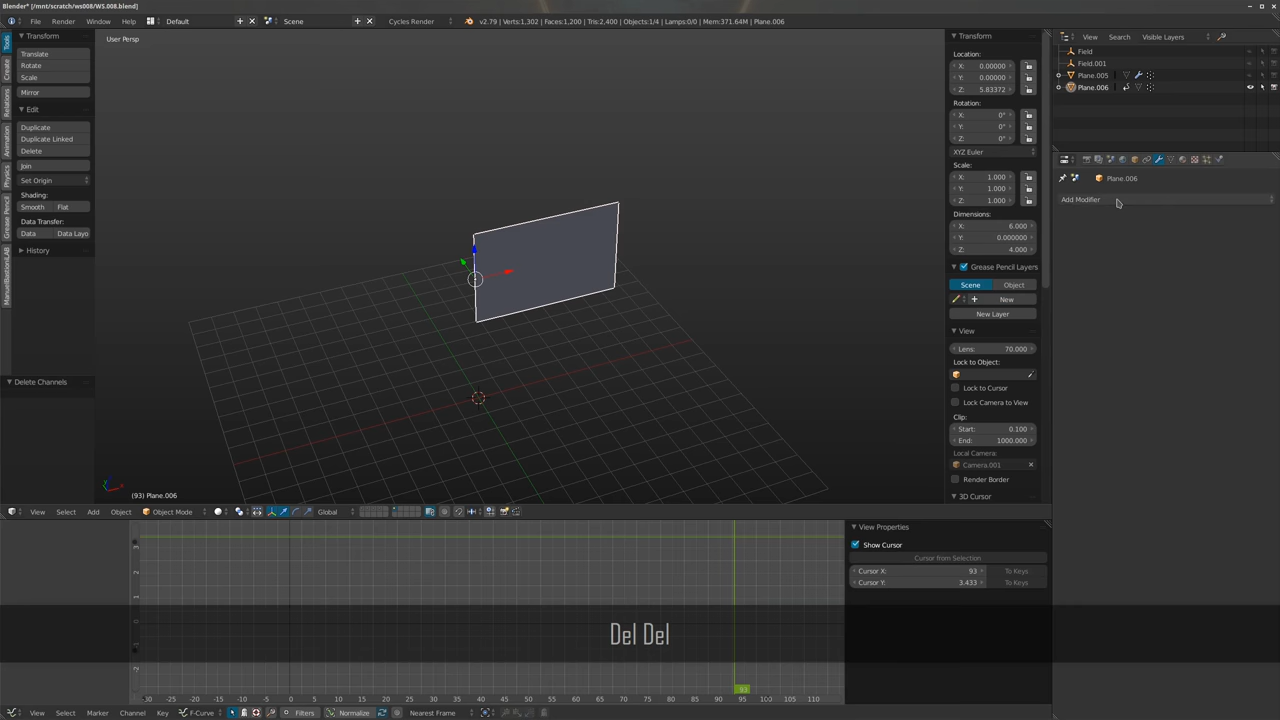 Blender* [/mnt/scratch/ws008/WS.008.blend]
File Render Window Help Default Scene Cycles Render v2.79 | Verts:1,302 | Faces:1,200 | Tris:2,400 | Objects:1/4 | Lamps:0/0 | Mem:371.64M | Plane.006
Tools
Create
Relations
Animation
Physics
Grease Pencil
Transform
Translate
Rotate
Scale
Mirror
Edit
Duplicate
Duplicate Linked
Delete
Join
Set Origin
Shading:
Smooth Flat
Data Transfer:
Data Data Layo
History
Delete Channels
User Persp
(93) Plane.006
Transform
Location:
X: 0.00000
Y: 0.00000
Z: 5.83372
Rotation:
X: 0°
Y: 0°
Z: 0°
XYZ Euler
Scale:
X: 1.000
Y: 1.000
Z: 1.000
Dimensions:
X: 6.000
Y: 0.000000
Z: 4.000
Grease Pencil Layers
Scene Object
New
New Layer
View
Lens: 70.000
Lock to Object:
Lock to Cursor
Lock Camera to View
Clip:
Start: 0.100
End: 1000.000
Local Camera:
Camera.001
Render Border
3D Cursor
View Search Visible Layers
Field
Field.001
Plane.005
Plane.006
Plane.006
Add Modifier
View Select Add Object Object Mode Global
View Properties
Show Cursor
Cursor from Selection
Cursor X: 93 To Keys
Cursor Y: 3.433 To Keys
Del Del
-30 -25 -20 -15 -10 -5 0 5 10 15 20 25 30 35 40 45 50 55 60 65 70 75 80 85 90 95 100 105 110
93
View Select Marker Channel Key F-Curve Filters Normalize Nearest Frame